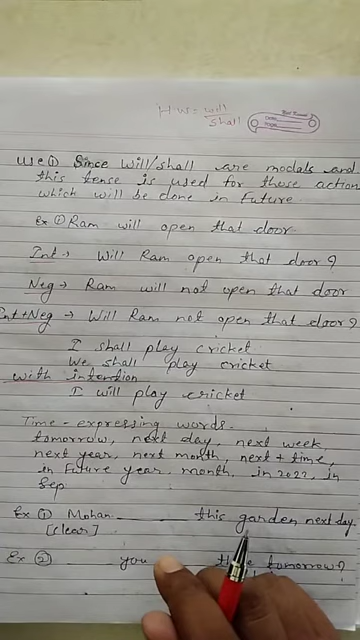 H us = will
shall
Use ① Since will/shall are modals and
this tense is used for those action
which will be done in future
Ex ① Ram will open that door
Int → Will Ram open that door?
Neg → Ram will not open that door
Int+Neg → Will Ram not open that door?
I shall play cricket
We shall play cricket
with intention
I will play cricket
Time-expressing words.
tomorrow, next day, next week
next year, next month, next + time,
in future year, month, in 2022, in
Sep
Ex ① Mohan ______ this garden next day.
[clear]
Ex ② ______ you tomorrow?